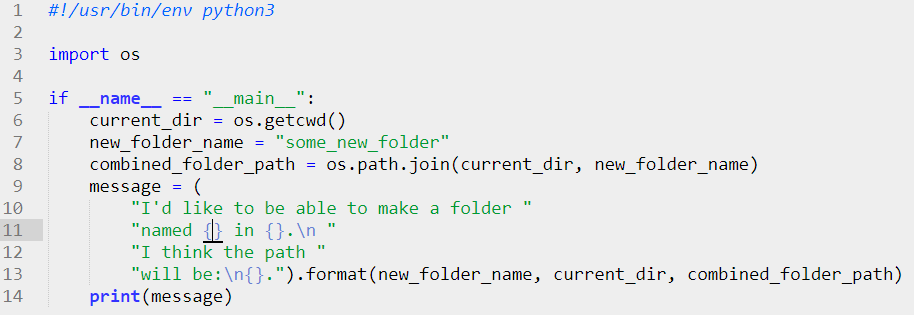 1 #!/usr/bin/env python3
2
3 import os
4
5 if __name__ == "__main__":
6     current_dir = os.getcwd()
7     new_folder_name = "some_new_folder"
8     combined_folder_path = os.path.join(current_dir, new_folder_name)
9     message = (
10         "I'd like to be able to make a folder "
11         "named {} in {}.\n "
12         "I think the path "
13         "will be:\n{}.").format(new_folder_name, current_dir, combined_folder_path)
14     print(message)